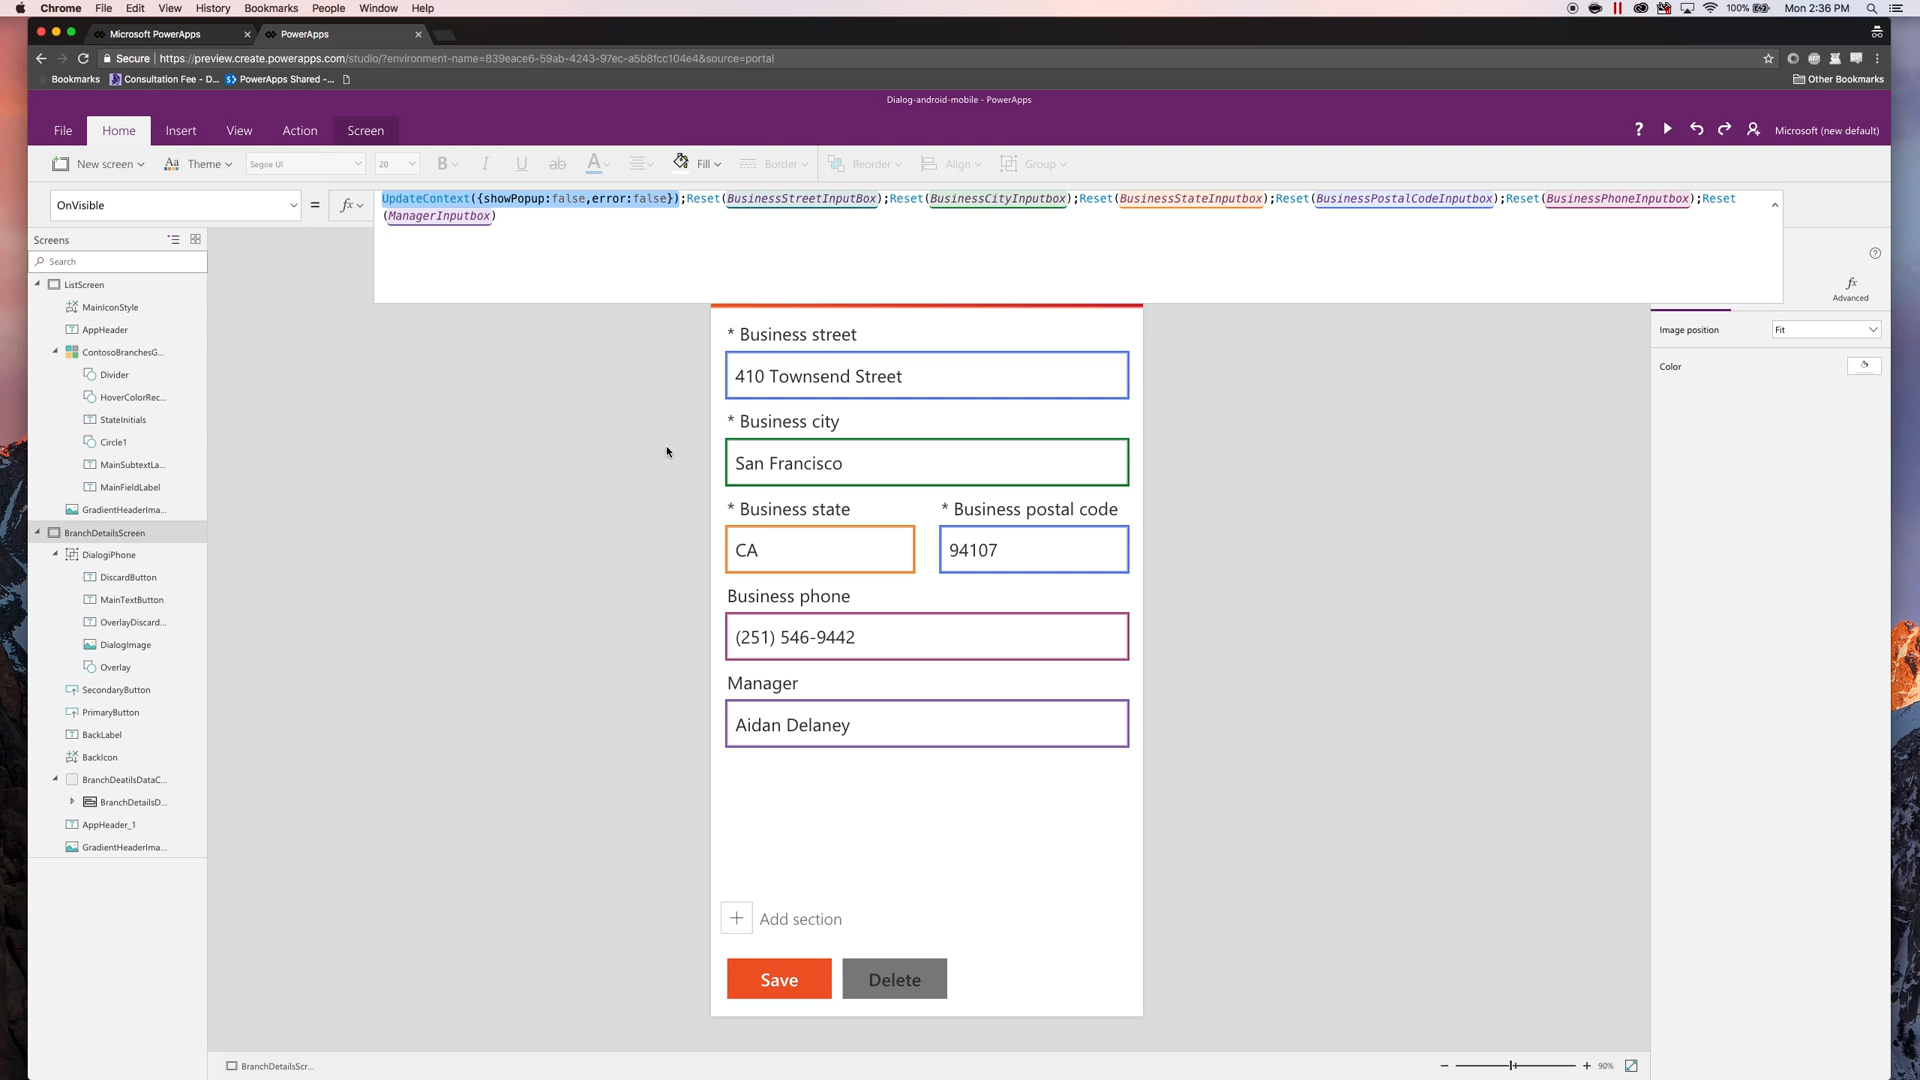 Chrome File Edit View History Bookmarks People Window Help 100% Mon 2:36 PM
Microsoft PowerApps PowerApps
Secure https://preview.create.powerapps.com/studio/?environment-name=839eace6-59ab-4243-97ec-a5b8fcc104e4&source=portal
Bookmarks Consultation Fee - D... PowerApps Shared -... Other Bookmarks
Dialog-android-mobile - PowerApps
File Home Insert View Action Screen ? Microsoft (new default)
New screen Theme Segoe UI 20 B I U ab A Fill Border Reorder Align Group
OnVisible = fx UpdateContext({showPopup:false,error:false});Reset(BusinessStreetInputBox);Reset(BusinessCityInputbox);Reset(BusinessStateInputbox);Reset(BusinessPostalCodeInputbox);Reset(BusinessPhoneInputbox);Reset
(ManagerInputbox)
Screens
Search
ListScreen
MainIconStyle
AppHeader
ContosoBranchesG...
Divider
HoverColorRec...
StateInitials
Circle1
MainSubtextLa...
MainFieldLabel
GradientHeaderIma...
BranchDetailsScreen
DialogiPhone
DiscardButton
MainTextButton
OverlayDiscard...
DialogImage
Overlay
SecondaryButton
PrimaryButton
BackLabel
BackIcon
BranchDeatilsDataC...
BranchDetailsD...
AppHeader_1
GradientHeaderIma...
* Business street
410 Townsend Street
* Business city
San Francisco
* Business state * Business postal code
CA 94107
Business phone
(251) 546-9442
Manager
Aidan Delaney
Add section
Save Delete
fx
Advanced
Image position Fit
Color
BranchDetailsScr... 90%